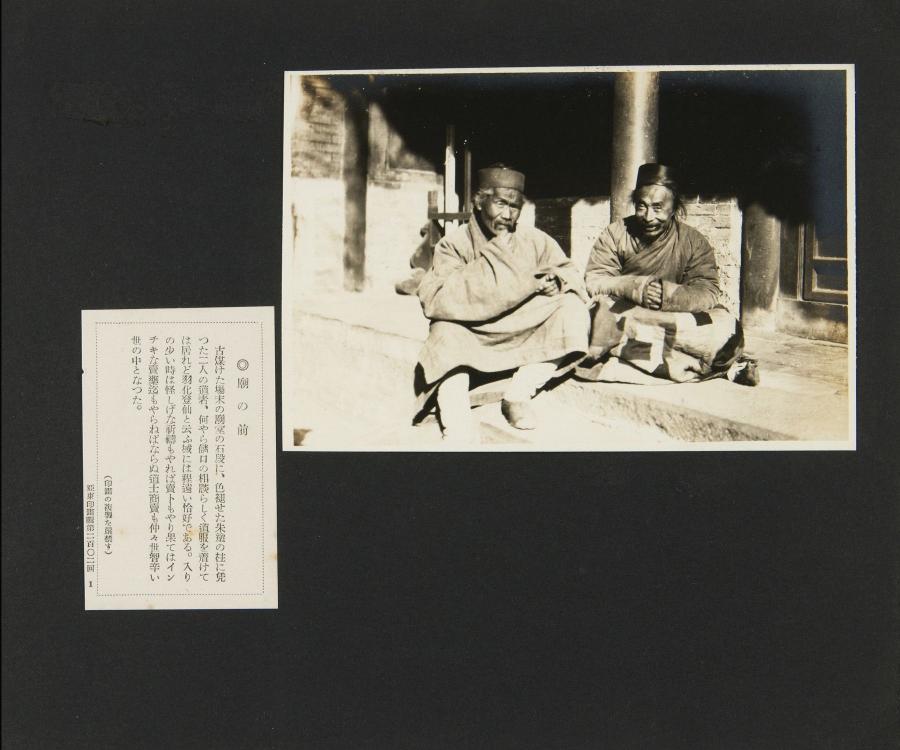 ◎廟の前
古媒けた場末の廟室の石段に、色褪せた朱塗の柱に凭
つた二人の道者、何やら儲口の相談らしく道服を着けて
は居れど羽化登仙と云ふ域には程遠い恰好である。入り
の少い時は怪しげな祈禱もやれば賣卜もやり果てはイン
チキな賣藥迄もやらねばならぬ道士商賣も仲々世智辛い
世の中となつた。
(印畫の複製を嚴禁す)
亞東印畫輯第二百〇二回 1